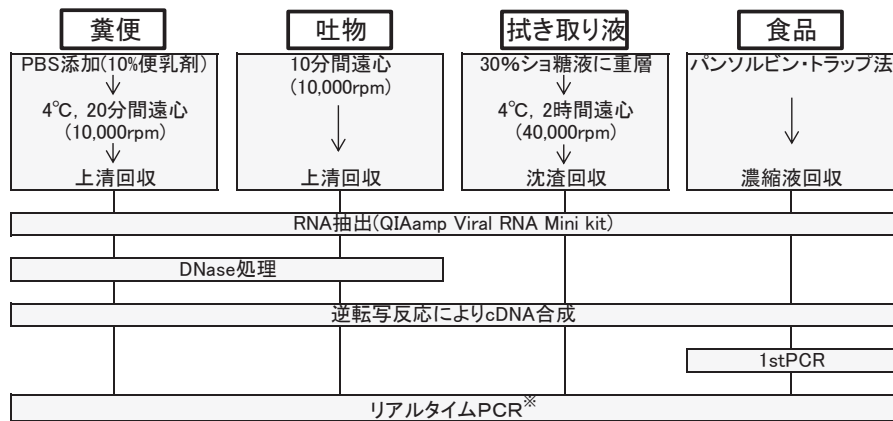 糞便
PBS添加(10%便乳剤)
4℃，20分間遠心
(10,000rpm)
上清回収
吐物
10分間遠心
(10,000rpm)
上清回収
拭き取り液
30%ショ糖液に重層
4℃，2時間遠心
(40,000rpm)
沈渣回収
食品
パンソルビン・トラップ法
濃縮液回収
RNA抽出(QIAamp Viral RNA Mini kit)
DNase処理
逆転写反応によりcDNA合成
1stPCR
リアルタイムPCR※